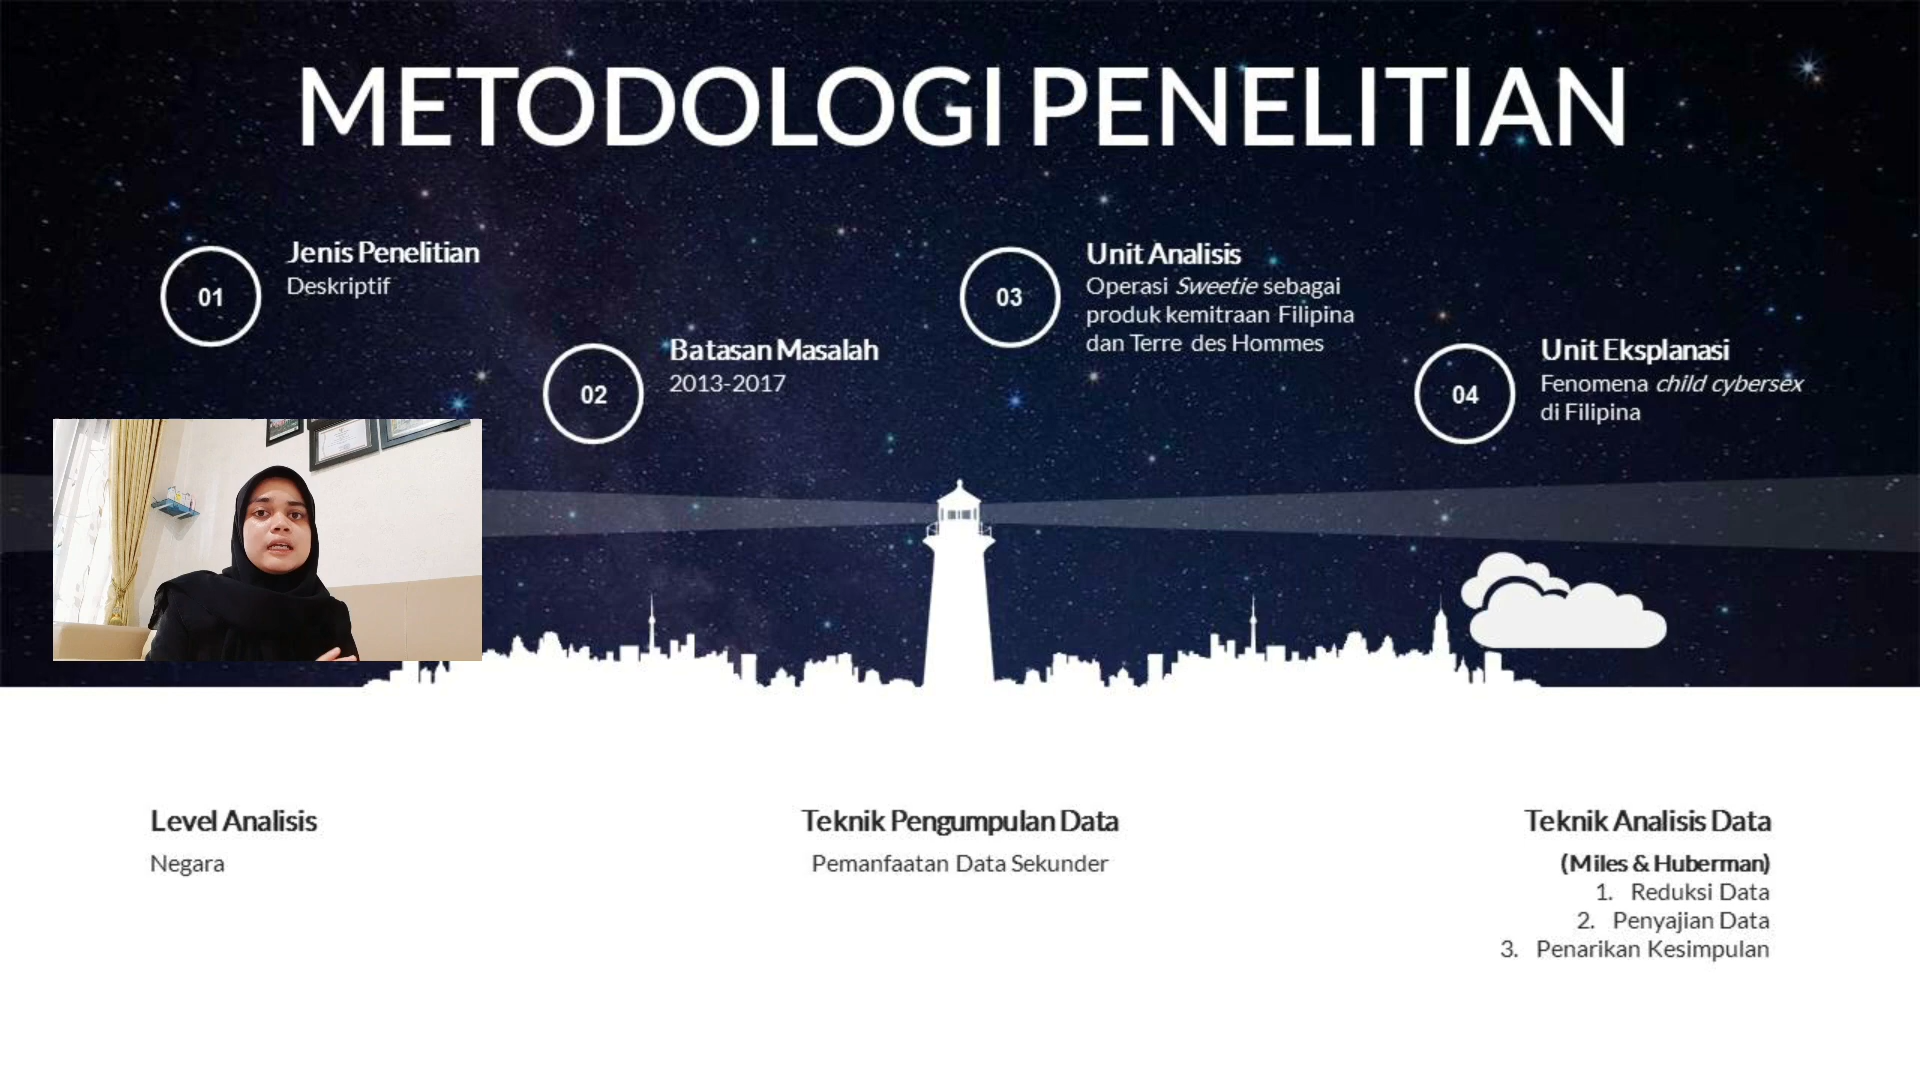 METODOLOGI PENELITIAN
01
Jenis Penelitian
Deskriptif
02
Batasan Masalah
2013-2017
03
Unit Analisis
Operasi Sweetie sebagai
produk kemitraan Filipina
dan Terre des Hommes
04
Unit Eksplanasi
Fenomena child cybersex
di Filipina
Level Analisis
Negara
Teknik Pengumpulan Data
Pemanfaatan Data Sekunder
Teknik Analisis Data
(Miles & Huberman)
1. Reduksi Data
2. Penyajian Data
3. Penarikan Kesimpulan